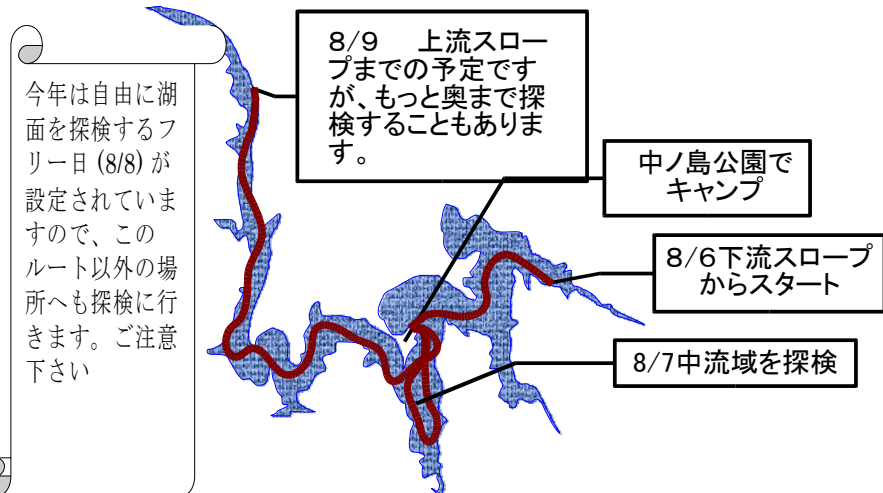 今年は自由に湖
面を探検するフ
リー日 (8/8) が
設定されていま
すので、この
ルート以外の場
所へも探検に行
きます。ご注意
下さい
8/9　上流スロー
プまでの予定です
が、もっと奥まで探
検することもありま
す。
中ノ島公園で
キャンプ
8/6下流スロープ
からスタート
8/7中流域を探検